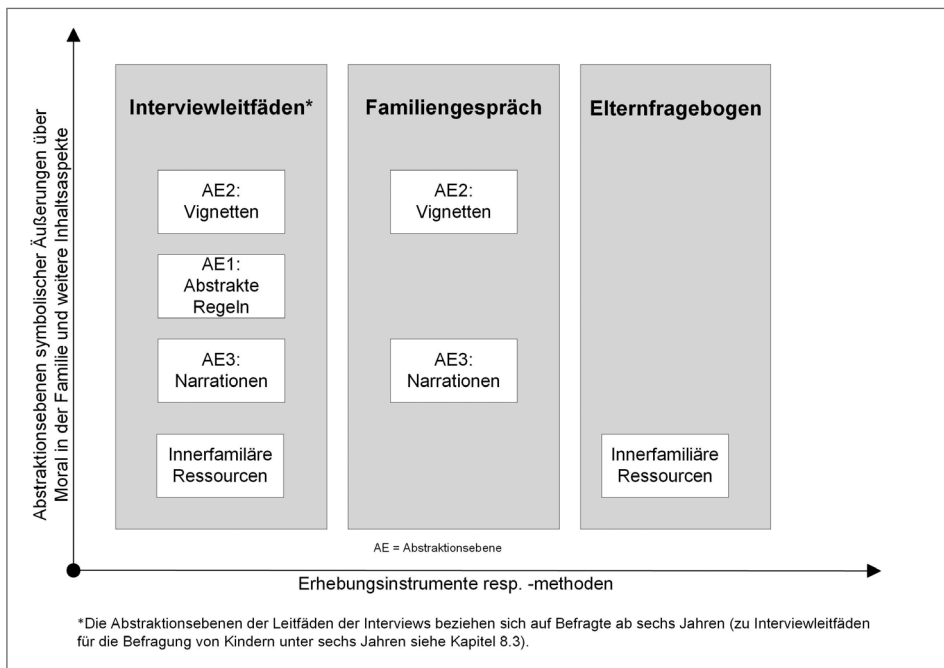 Abstraktionsebenen symbolischer Äußerungen über
Moral in der Familie und weitere Inhaltsaspekte
Interviewleitfäden*
AE2:
Vignetten
AE1:
Abstrakte
Regeln
AE3:
Narrationen
Innerfamiläre
Ressourcen
Familiengespräch
AE2:
Vignetten
AE3:
Narrationen
Elternfragebogen
Innerfamiliäre
Ressourcen
AE = Abstraktionsebene
Erhebungsinstrumente resp. -methoden
*Die Abstraktionsebenen der Leitfäden der Interviews beziehen sich auf Befragte ab sechs Jahren (zu Interviewleitfäden
für die Befragung von Kindern unter sechs Jahren siehe Kapitel 8.3).